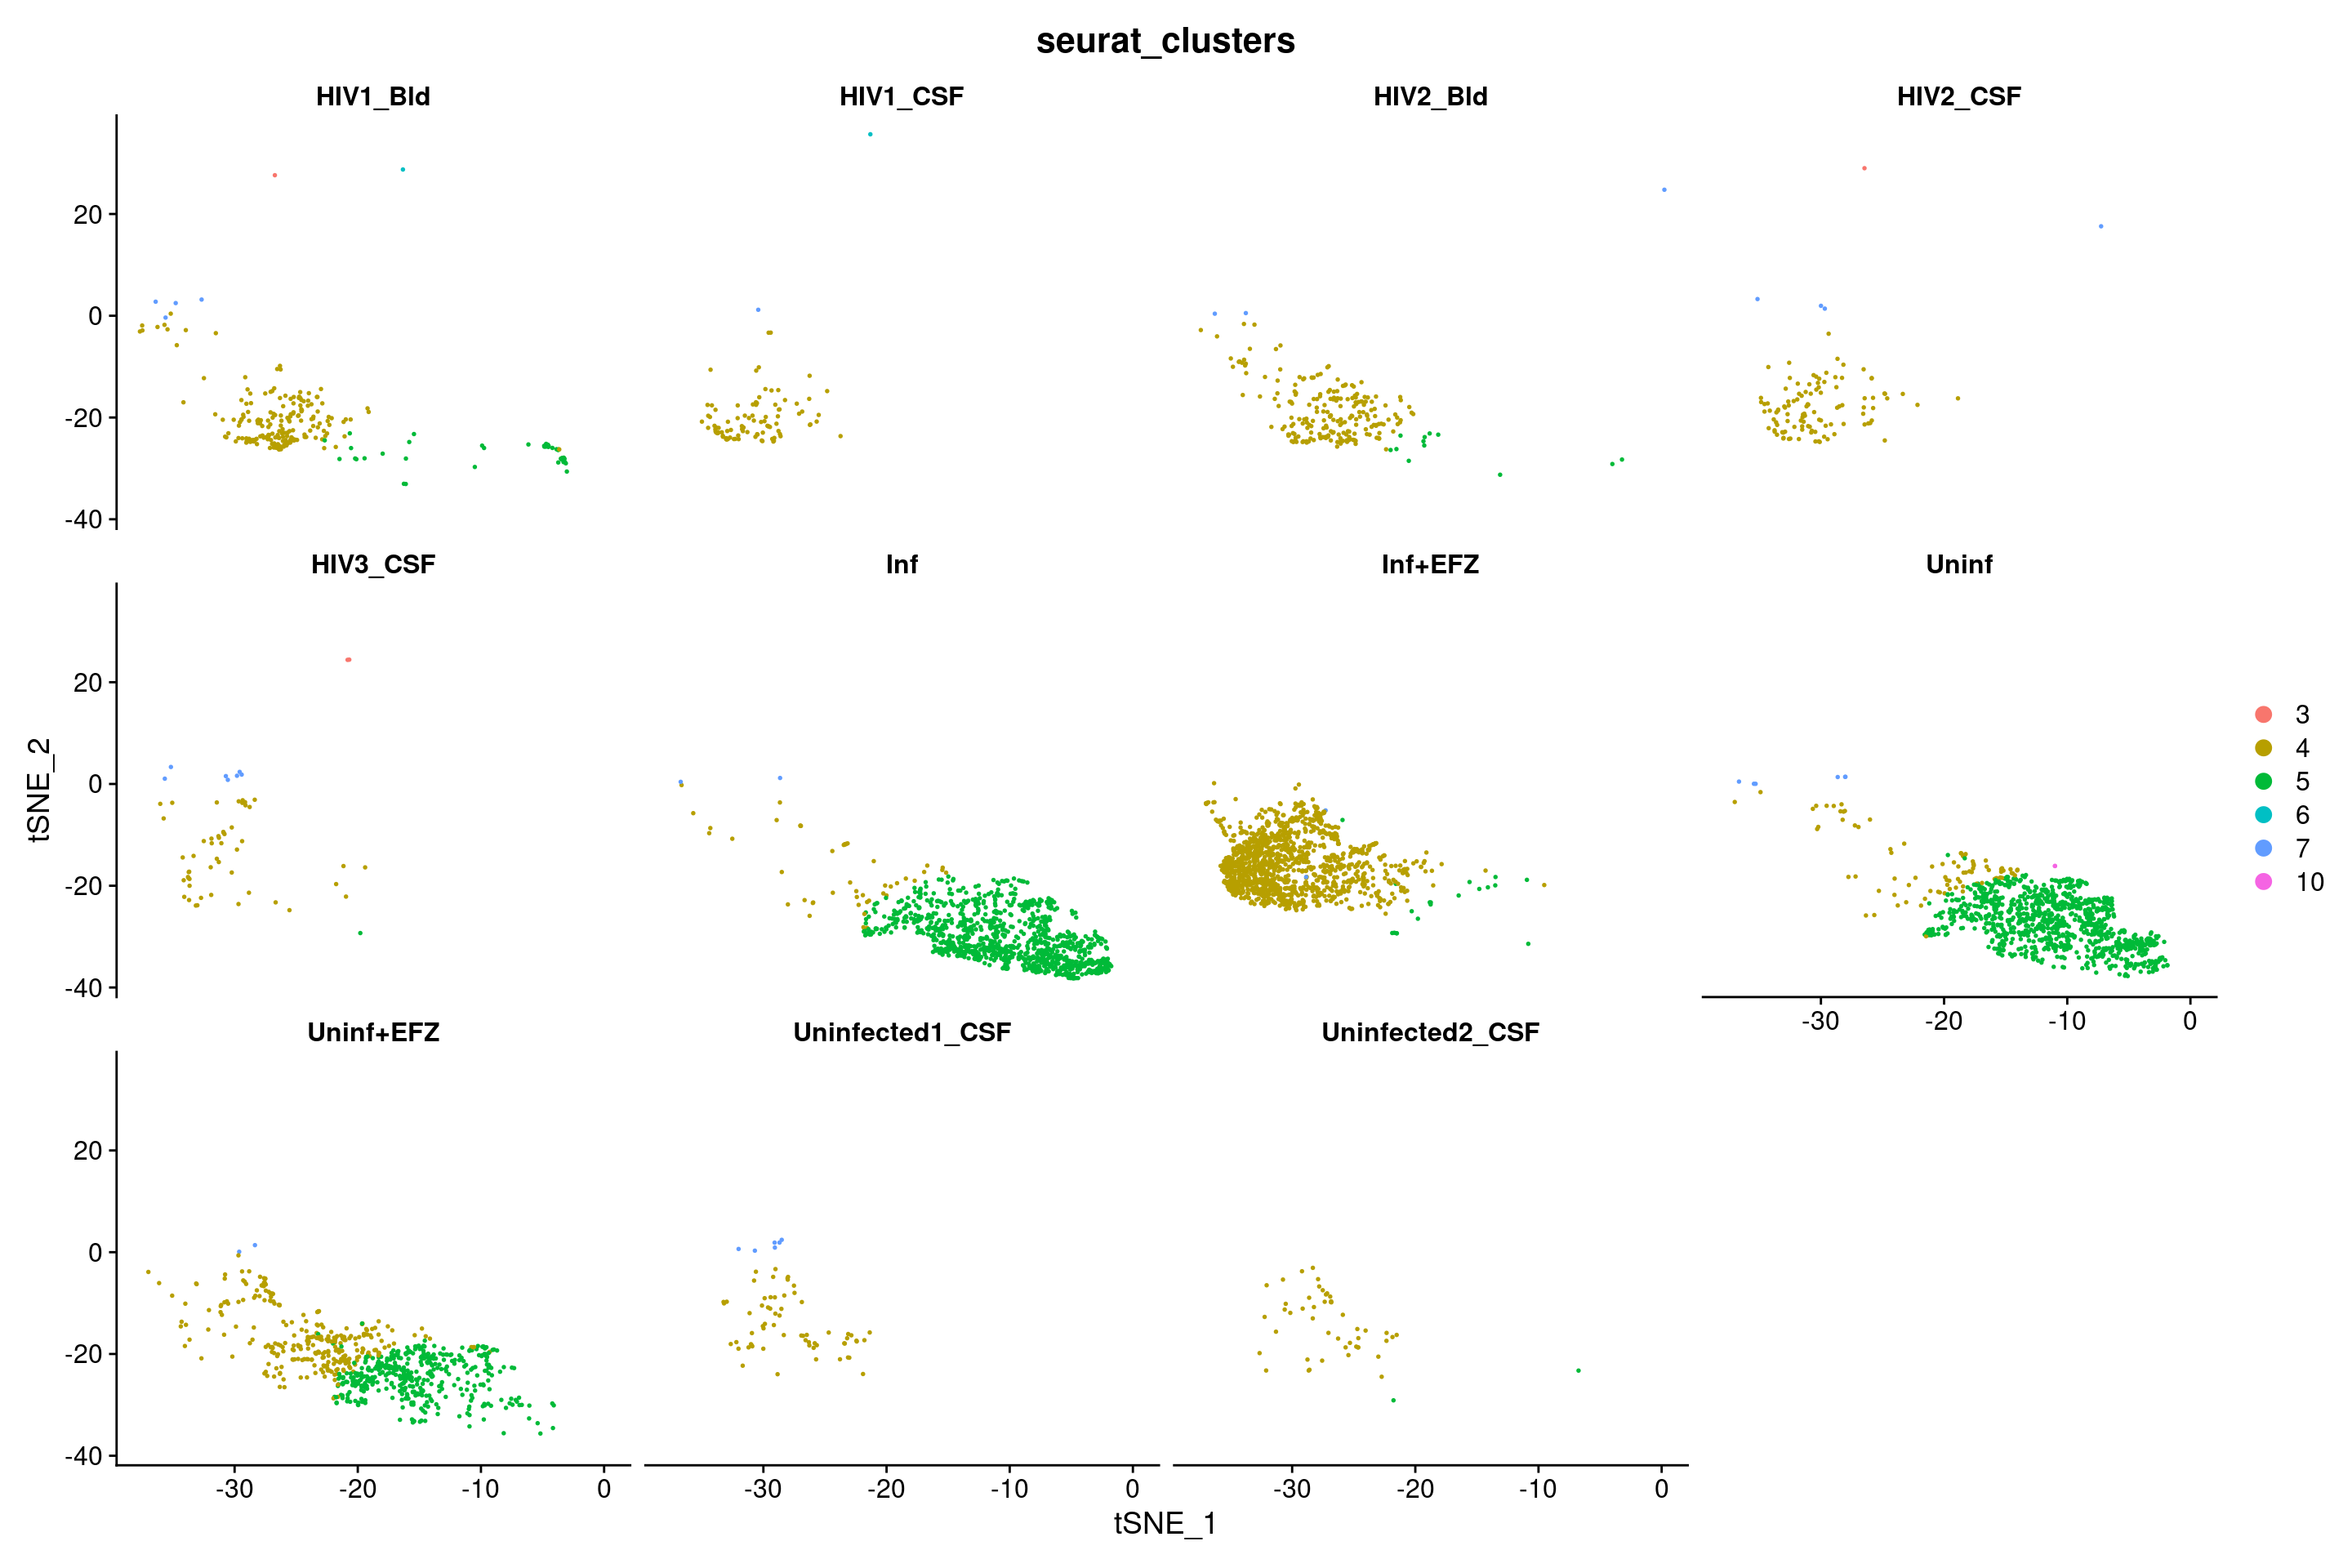 seurat_clusters
HIV1_Bld HIV1_CSF HIV2_Bld HIV2_CSF
20
0
-20
-40
HIV3_CSF Inf Inf+EFZ Uninf
20
0
-20
-40
-30 -20 -10 0
Uninf+EFZ Uninfected1_CSF Uninfected2_CSF
20
0
-20
-40
-30 -20 -10 0 -30 -20 -10 0 -30 -20 -10 0
tSNE_1
tSNE_2
3
4
5
6
7
10